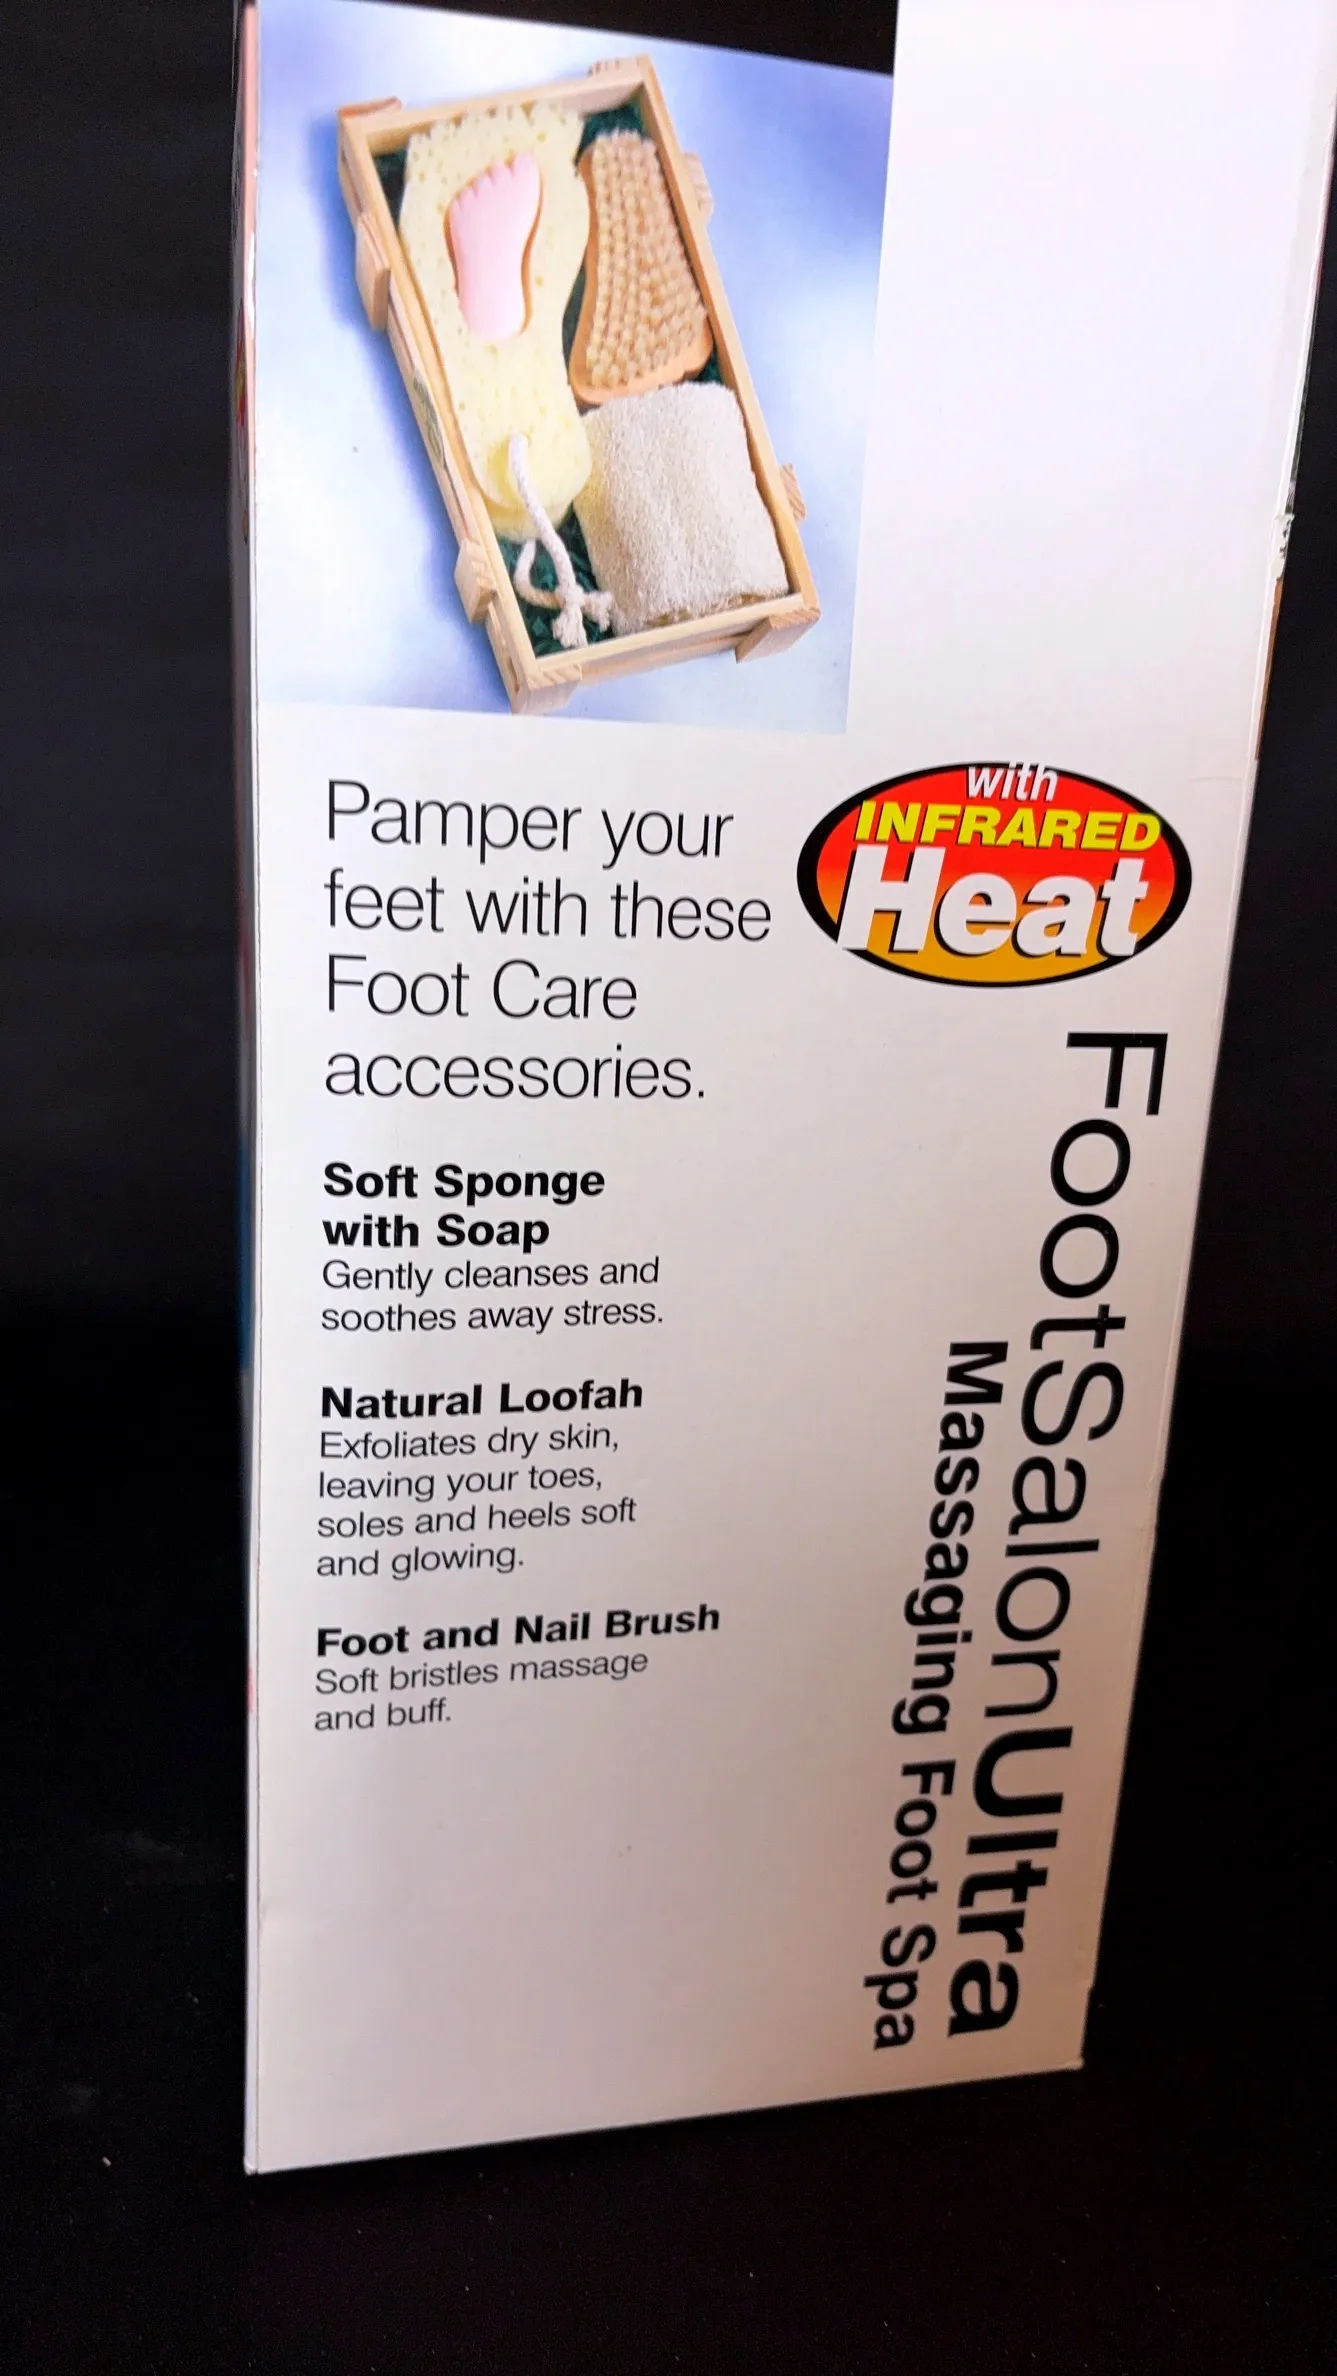 Pamper your
feet with these
Foot Care
accessories.
Soft Sponge
with Soap
Gently cleanses and
soothes away stress.
Natural Loofah
Exfoliates dry skin,
leaving your toes,
soles and heels soft
and glowing.
Foot and Nail Brush
Soft bristles massage
and buff.
with
INFRARED
Heat
FootSalonUltra
Massaging Foot Spa